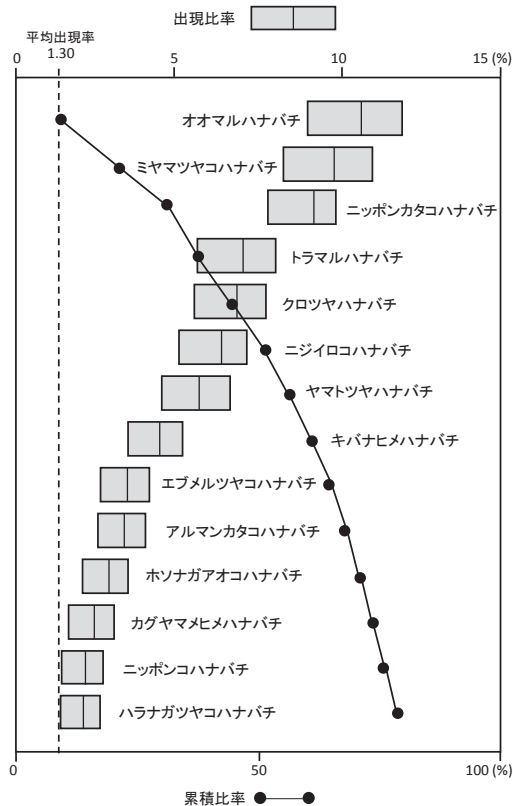 出現比率
平均出現率
1.30
0 5 10 15 (%)
オオマルハナバチ
ミヤマツヤコハナバチ
ニッポンカタコハナバチ
トラマルハナバチ
クロツヤハナバチ
ニジイロコハナバチ
ヤマトツヤハナバチ
キバナヒメハナバチ
エブメルツヤコハナバチ
アルマンカタコハナバチ
ホソナガアオコハナバチ
カグヤマメヒメハナバチ
ニッポンコハナバチ
ハラナガツヤコハナバチ
0 50 100 (%)
累積比率